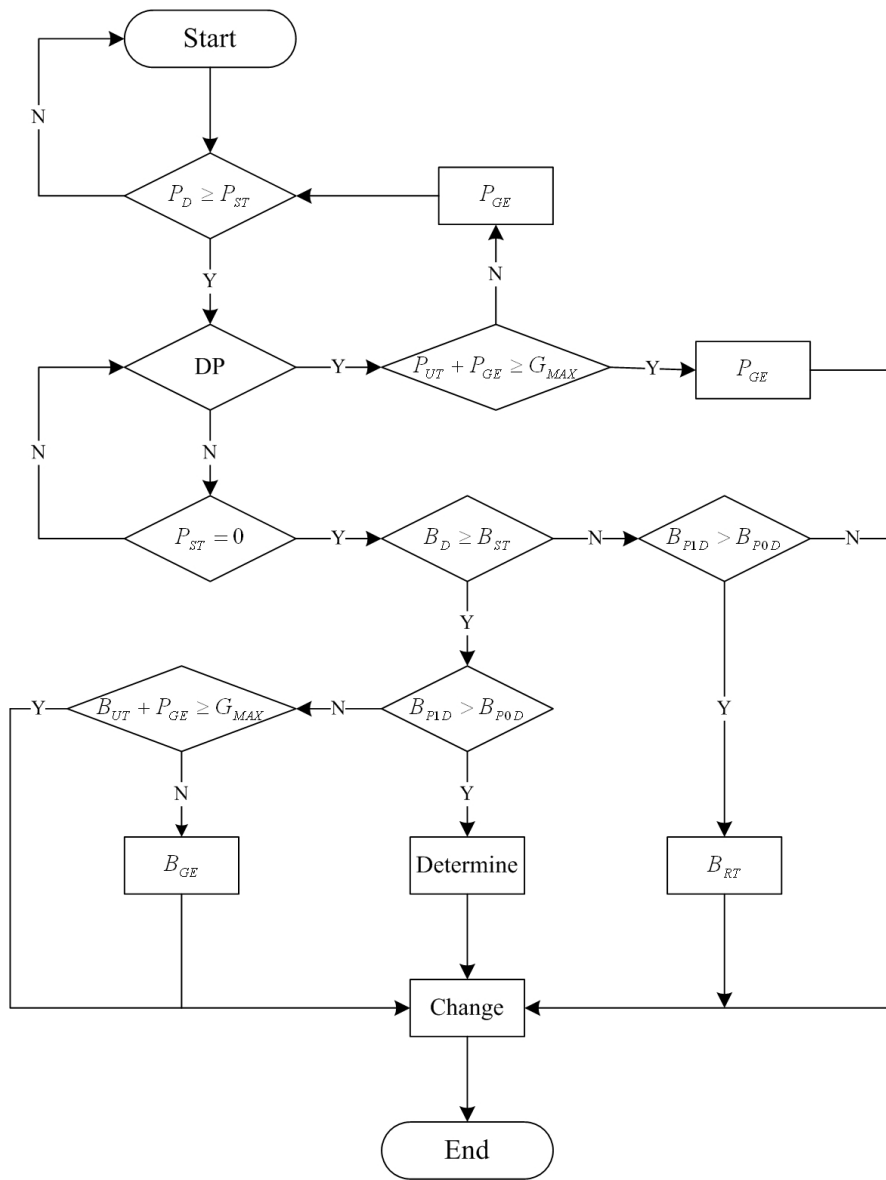 Start
N
P_D ≥ P_ST
P_GE
Y
N
DP
Y
P_UT + P_GE ≥ G_MAX
Y
P_GE
N
N
P_ST = 0
Y
B_D ≥ B_ST
N
B_P1D > B_P0D
N
Y
Y
B_UT + P_GE ≥ G_MAX
N
B_P1D > B_P0D
Y
N
Y
B_GE
Determine
B_RT
Change
End